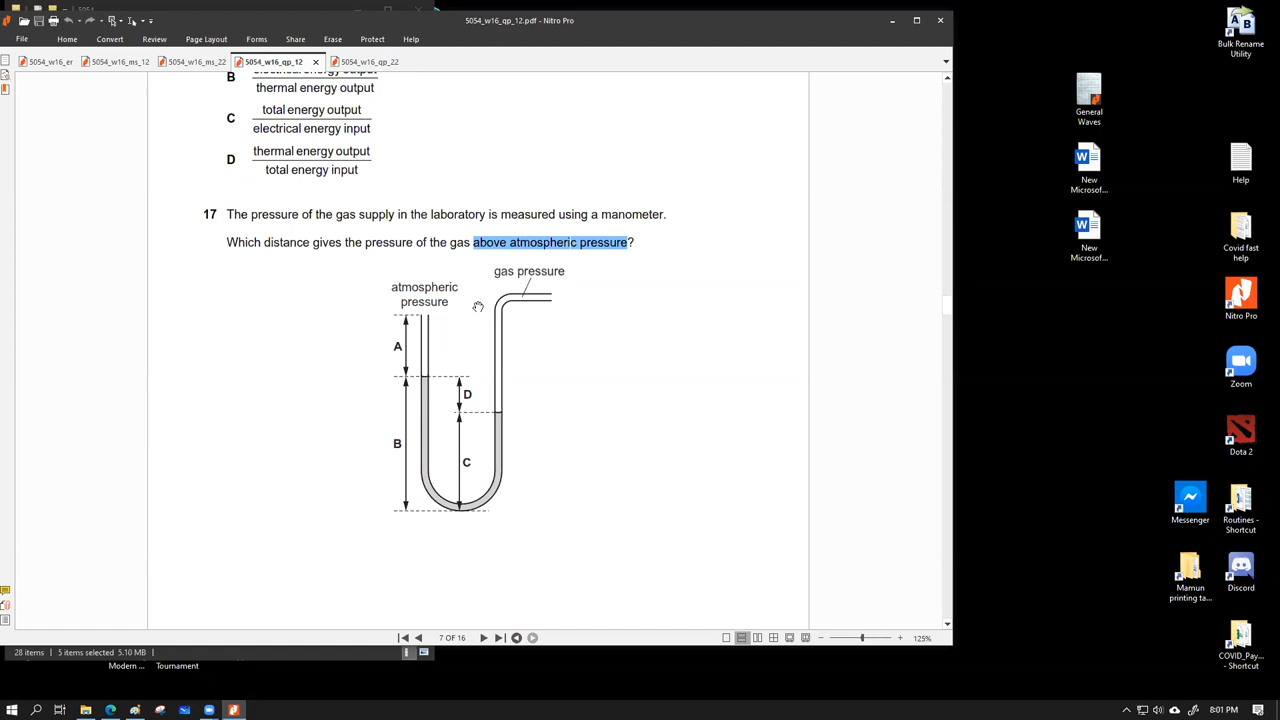 5054
5054_w16_qp_12.pdf - Nitro Pro
File Home Convert Review Page Layout Forms Share Erase Protect Help
5054_w16_er 5054_w16_ms_12 5054_w16_ms_22 5054_w16_qp_12 5054_w16_qp_22
B electrical energy output
thermal energy output
C total energy output
electrical energy input
D thermal energy output
total energy input
17 The pressure of the gas supply in the laboratory is measured using a manometer.
Which distance gives the pressure of the gas above atmospheric pressure?
gas pressure
atmospheric
pressure
A
D
B
C
7 OF 16
125%
28 items 5 items selected 5.10 MB
Modern ... Tournament
Bulk Rename
Utility
General
Waves
New
Microsof...
Help
New
Microsof...
Covid fast
help
Nitro Pro
Zoom
Dota 2
Messenger
Routines -
Shortcut
Mamun
printing ta...
Discord
COVID_Pay...
- Shortcut
8:01 PM